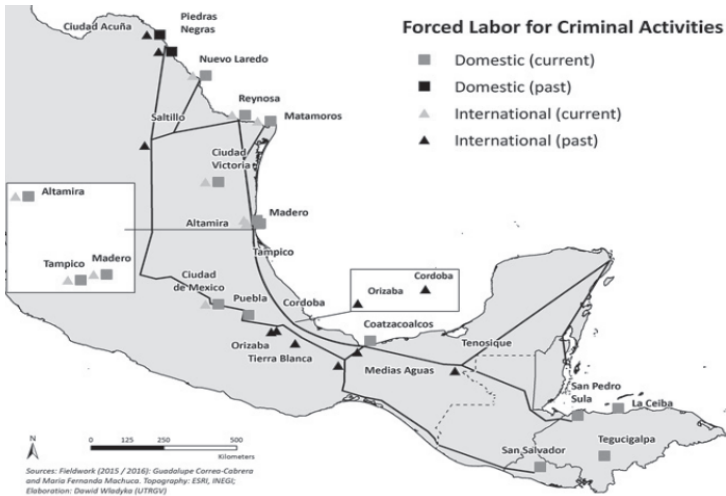 Forced Labor for Criminal Activities
Domestic (current)
Domestic (past)
International (current)
International (past)
Ciudad Acuña
Piedras
Negras
Nuevo Laredo
Reynosa
Saltillo
Matamoros
Ciudad
Victoria
Altamira
Altamira
Madero
Tampico
Madero
Tampico
Ciudad
de Mexico
Puebla
Cordoba
Orizaba
Cordoba
Coatzacoalcos
Orizaba
Tierra Blanca
Tenosique
Medias Aguas
San Pedro
Sula
La Ceiba
San Salvador
Tegucigalpa
N
0 125 250 500
Kilometers
Sources: Fieldwork (2015 / 2016): Guadalupe Correa-Cabrera
and Maria Fernanda Machuca. Topography: ESRI, INEGI;
Elaboration: Dawid Wladyka (UTRGV)